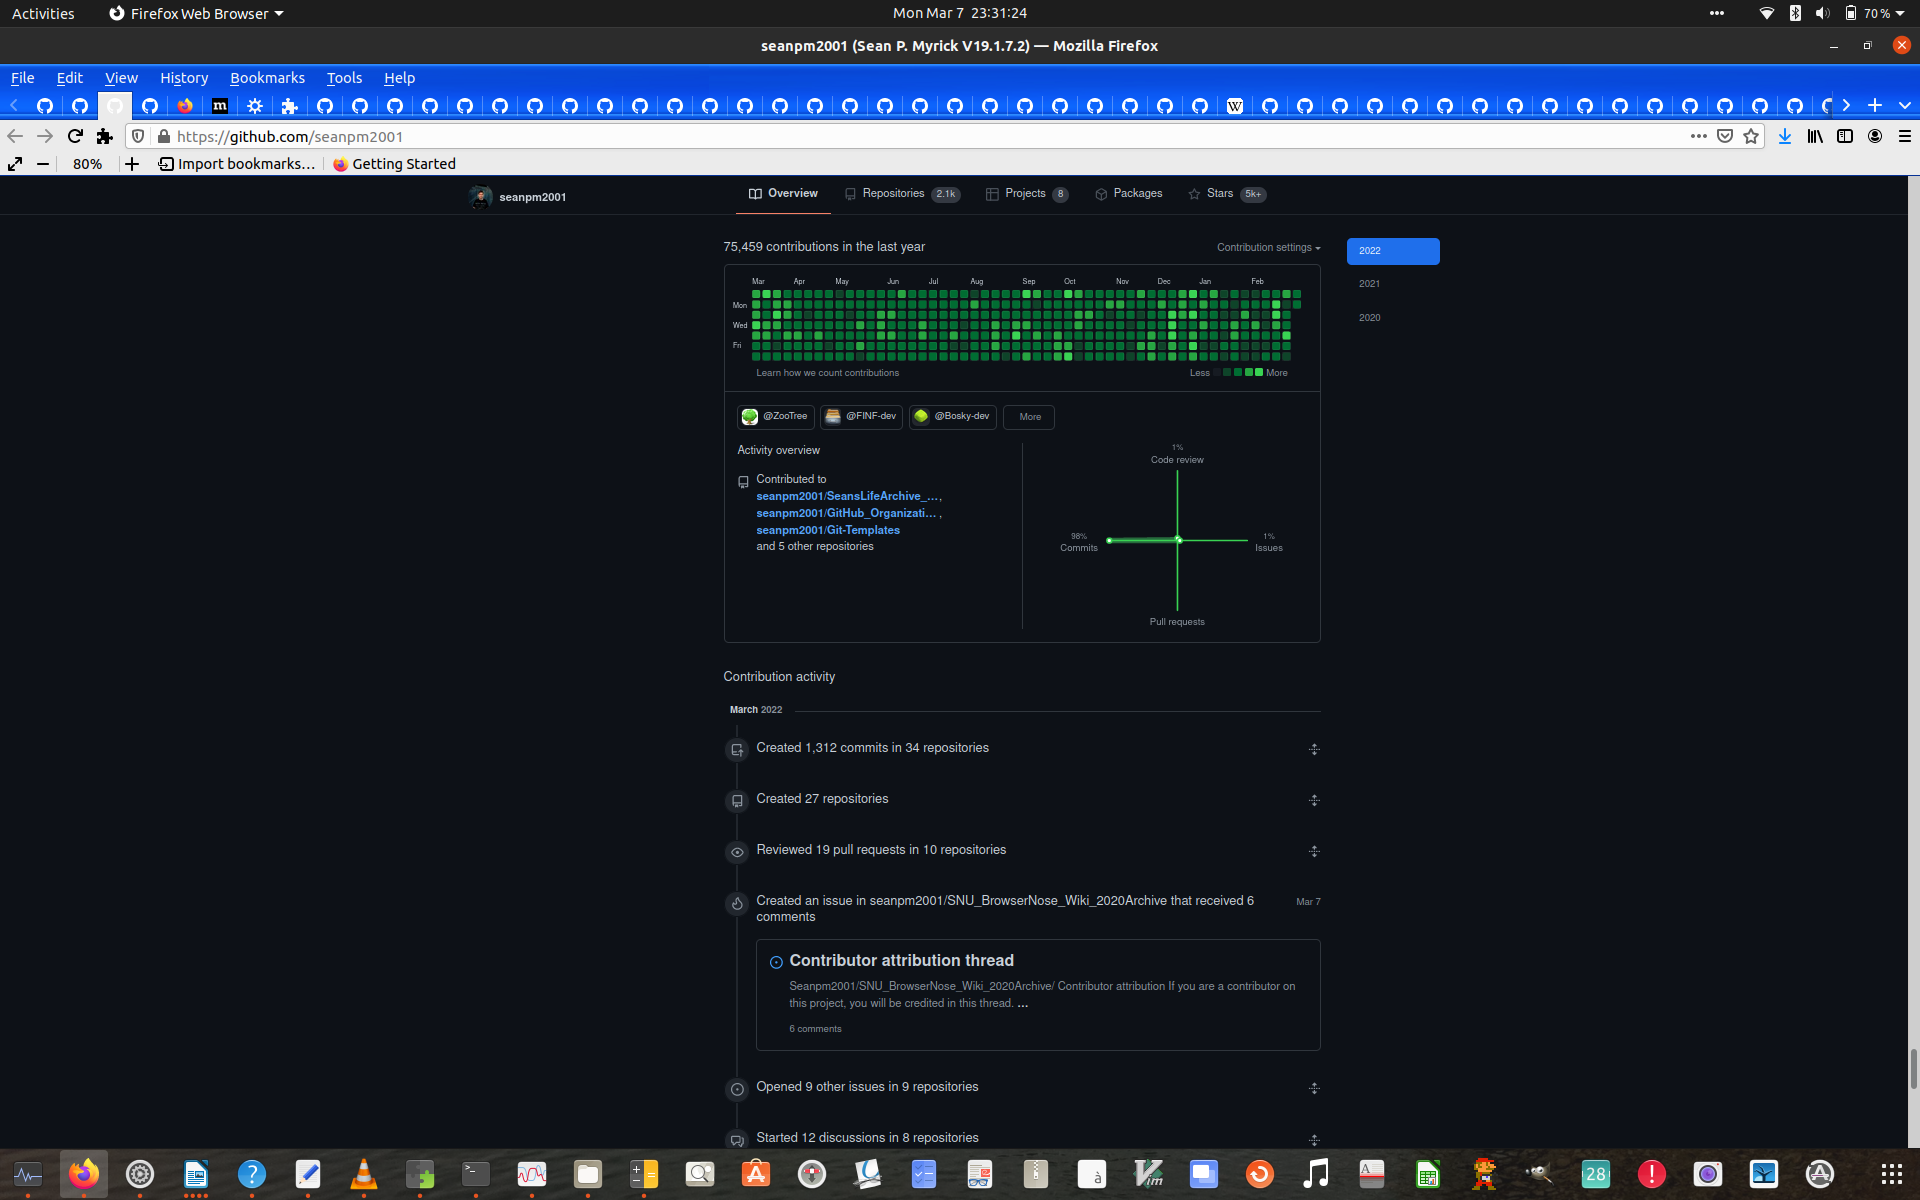 Activities
Firefox Web Browser
Mon Mar 7 23:31:24
70 %
seanpm2001 (Sean P. Myrick V19.1.7.2) — Mozilla Firefox
File Edit View History Bookmarks Tools Help
m
W
https://github.com/seanpm2001
80%
Import bookmarks...
Getting Started
seanpm2001
Overview
Repositories 2.1k
Projects 8
Packages
Stars 5k+
75,459 contributions in the last year
Contribution settings
2022
2021
2020
Mar Apr May Jun Jul Aug Sep Oct Nov Dec Jan Feb
Mon
Wed
Fri
Learn how we count contributions
Less
More
@ZooTree
@FINF-dev
@Bosky-dev
More
Activity overview
Contributed to
seanpm2001/SeansLifeArchive_...,
seanpm2001/GitHub_Organizati... ,
seanpm2001/Git-Templates
and 5 other repositories
1%
Code review
98%
Commits
1%
Issues
Pull requests
Contribution activity
March 2022
Created 1,312 commits in 34 repositories
Created 27 repositories
Reviewed 19 pull requests in 10 repositories
Created an issue in seanpm2001/SNU_BrowserNose_Wiki_2020Archive that received 6
comments
Mar 7
Contributor attribution thread
Seanpm2001/SNU_BrowserNose_Wiki_2020Archive/ Contributor attribution If you are a contributor on
this project, you will be credited in this thread. ...
6 comments
Opened 9 other issues in 9 repositories
Started 12 discussions in 8 repositories
?
>_
à
Vim
A
28